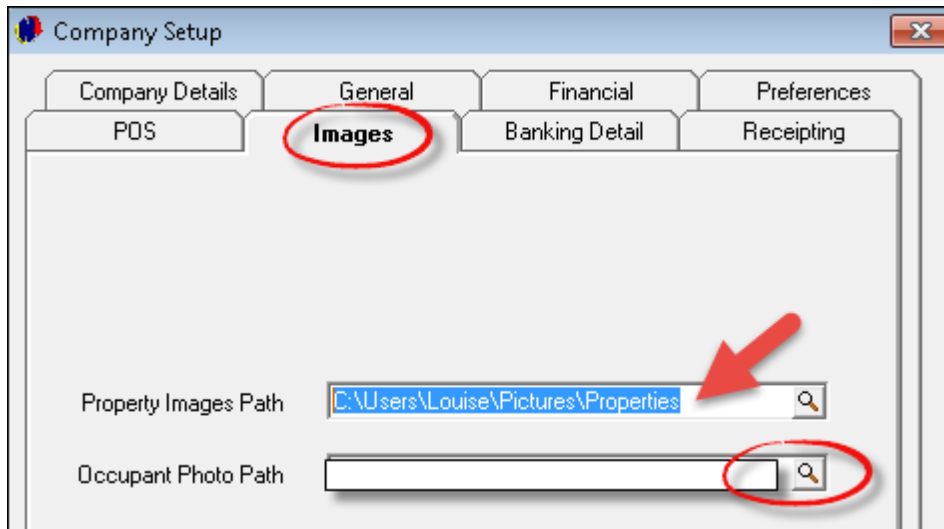 Company Setup
Company Details General Financial Preferences
POS Images Banking Detail Receipting
Property Images Path C:\Users\Louise\Pictures\Properties
Occupant Photo Path